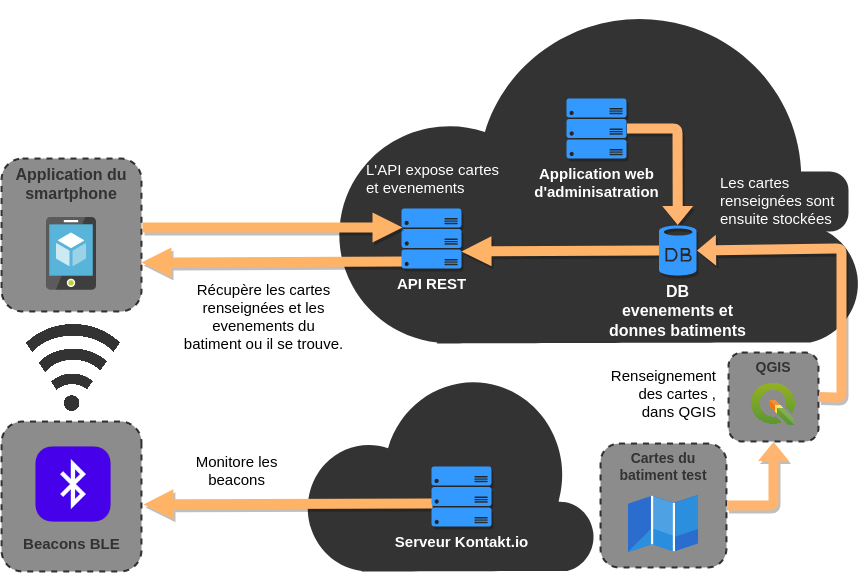 Application du
smartphone
L'API expose cartes
et evenements
Application web
d'adminisatration
Les cartes
renseignées sont
ensuite stockées
API REST
DB
DB
evenements et
donnes batiments
Récupère les cartes
renseignées et les
evenements du
batiment ou il se trouve.
Renseignement
des cartes ,
dans QGIS
QGIS
Cartes du
batiment test
Monitore les
beacons
Serveur Kontakt.io
Beacons BLE